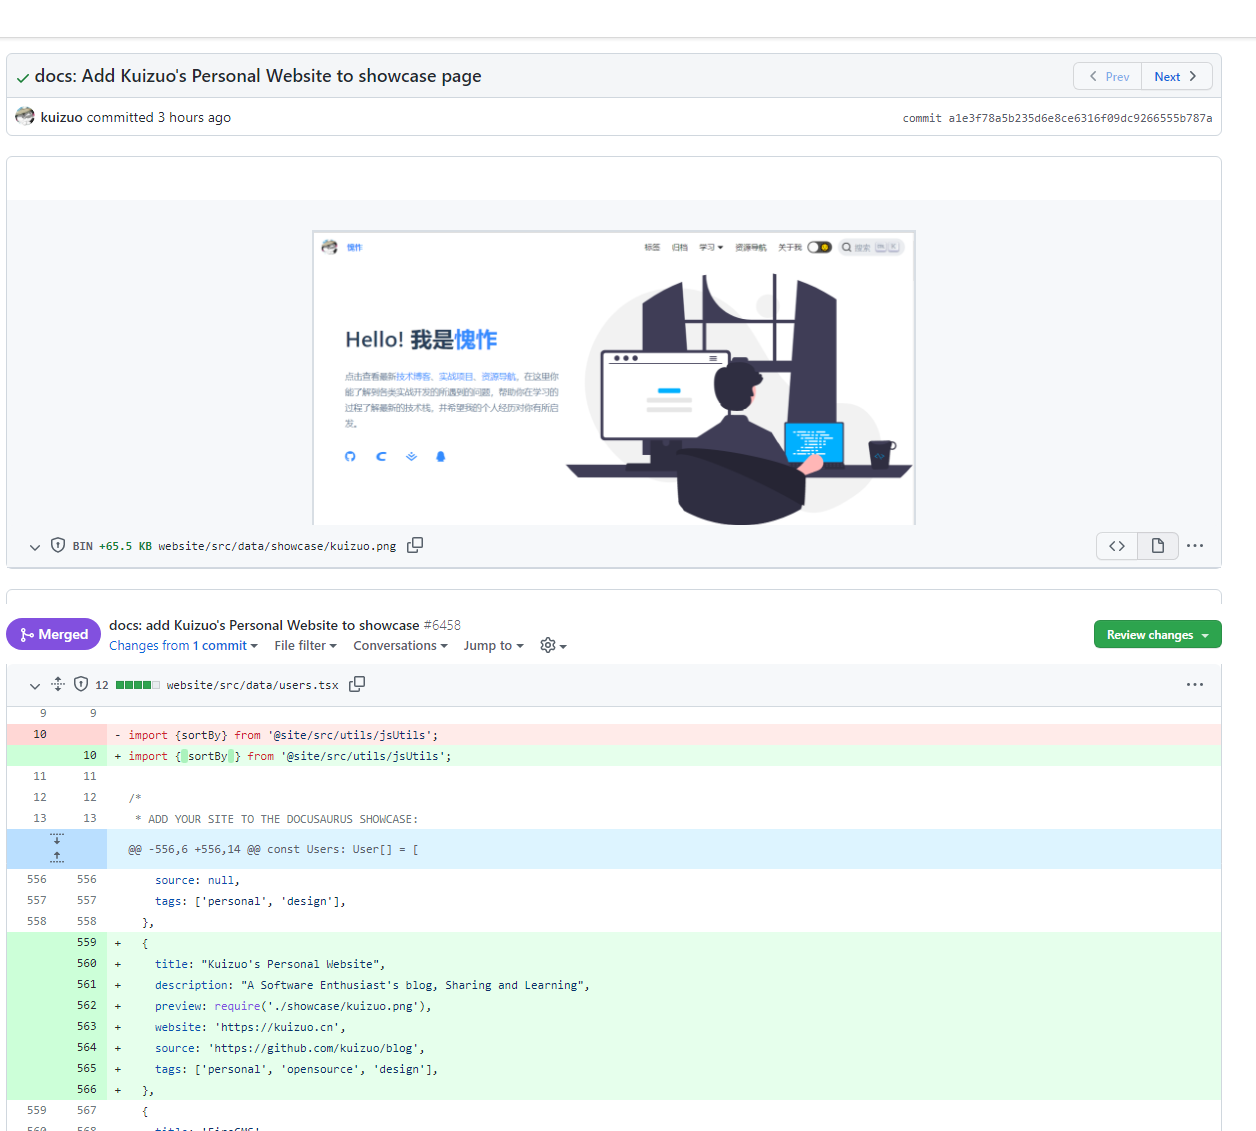 docs: Add Kuizuo's Personal Website to showcase page
Prev Next
kuizuo committed 3 hours ago
commit a1e3f78a5b235d6e8ce6316f09dc9266555b787a
愧怍
标签 归档 学习 资源导航 关于我 搜索
Hello! 我是愧怍
点击查看最新技术博客、实战项目、资源导航。在这里你
能了解到各类实战开发的所遇到的问题，帮助你在学习的
过程了解最新的技术栈，并希望我的个人经历对你有所启
发。
BIN +65.5 KB website/src/data/showcase/kuizuo.png
Merged
docs: add Kuizuo's Personal Website to showcase #6458
Changes from 1 commit File filter Conversations Jump to
Review changes
12 website/src/data/users.tsx
9 9
10 - import {sortBy} from '@site/src/utils/jsUtils';
10 + import { sortBy } from '@site/src/utils/jsUtils';
11 11
12 12 /*
13 13 * ADD YOUR SITE TO THE DOCUSAURUS SHOWCASE:
@@ -556,6 +556,14 @@ const Users: User[] = [
556 556 source: null,
557 557 tags: ['personal', 'design'],
558 558 },
559 + {
560 + title: "Kuizuo's Personal Website",
561 + description: "A Software Enthusiast's blog, Sharing and Learning",
562 + preview: require('./showcase/kuizuo.png'),
563 + website: 'https://kuizuo.cn',
564 + source: 'https://github.com/kuizuo/blog',
565 + tags: ['personal', 'opensource', 'design'],
566 + },
559 567 {
560 568